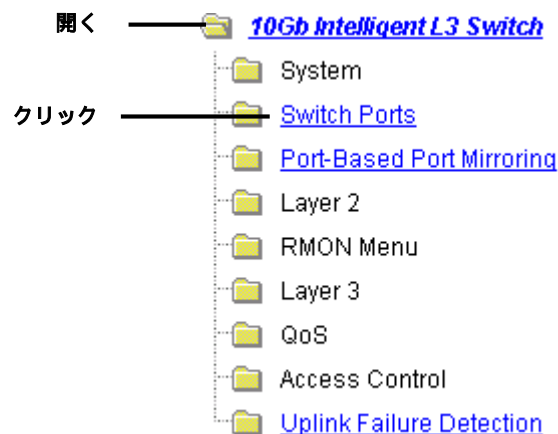 開く 10Gb Intelligent L3 Switch
System
クリック Switch Ports
Port-Based Port Mirroring
Layer 2
RMON Menu
Layer 3
QoS
Access Control
Uplink Failure Detection